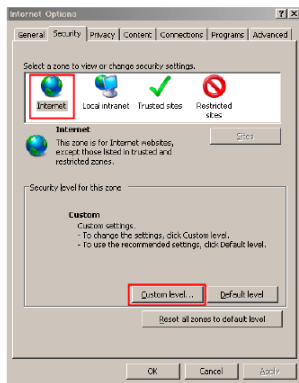 Internet Options
? X
General Security Privacy Content Connections Programs Advanced
Select a zone to view or change security settings.
Internet Local intranet Trusted sites Restricted
sites
Internet
Sites
This zone is for Internet websites,
except those listed in trusted and
restricted zones.
Security level for this zone
Custom
Custom settings.
- To change the settings, click Custom level.
- To use the recommended settings, click Default level.
Custom level... Default level
Reset all zones to default level
OK Cancel Apply